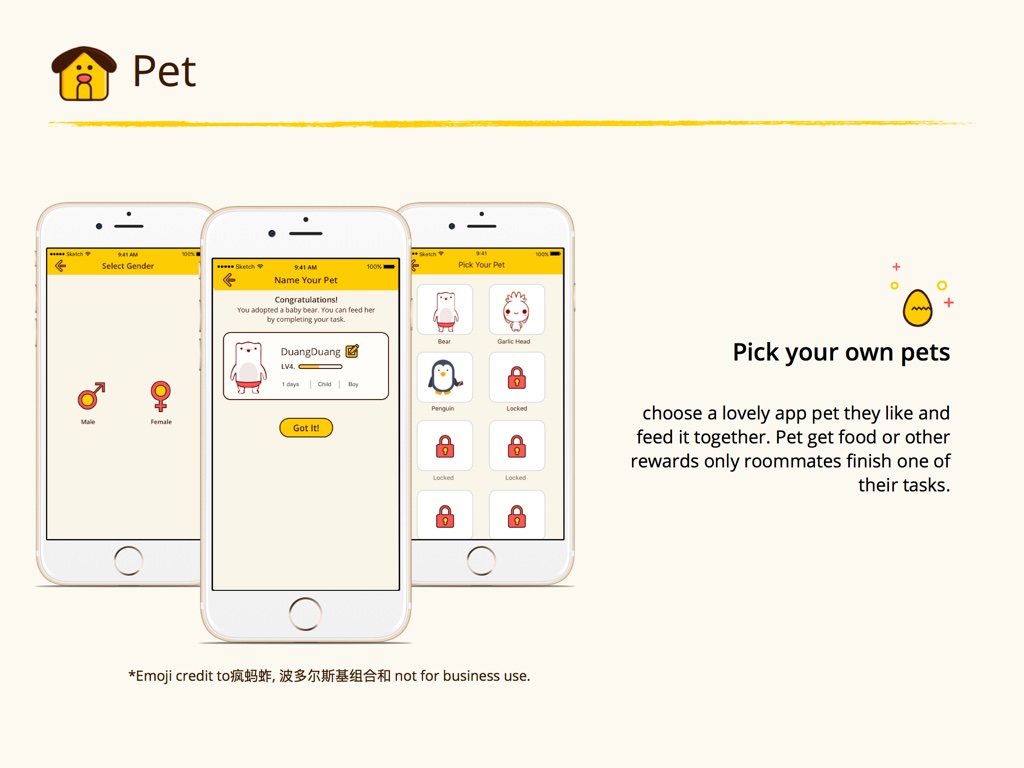 Pet
Sketch 9:41 AM 100%
Select Gender
Male
Female
Sketch 9:41 AM 100%
Name Your Pet
Congratulations!
You adopted a baby bear. You can feed her
by completing your task.
DuangDuang
LV4.
1 days
Child
Boy
Got It!
Sketch 9:41 100%
Pick Your Pet
Bear
Garlic Head
Penguin
Locked
Locked
Locked
Pick your own pets
choose a lovely app pet they like and
feed it together. Pet get food or other
rewards only roommates finish one of
their tasks.
*Emoji credit to疯蚂蚱, 波多尔斯基组合和 not for business use.